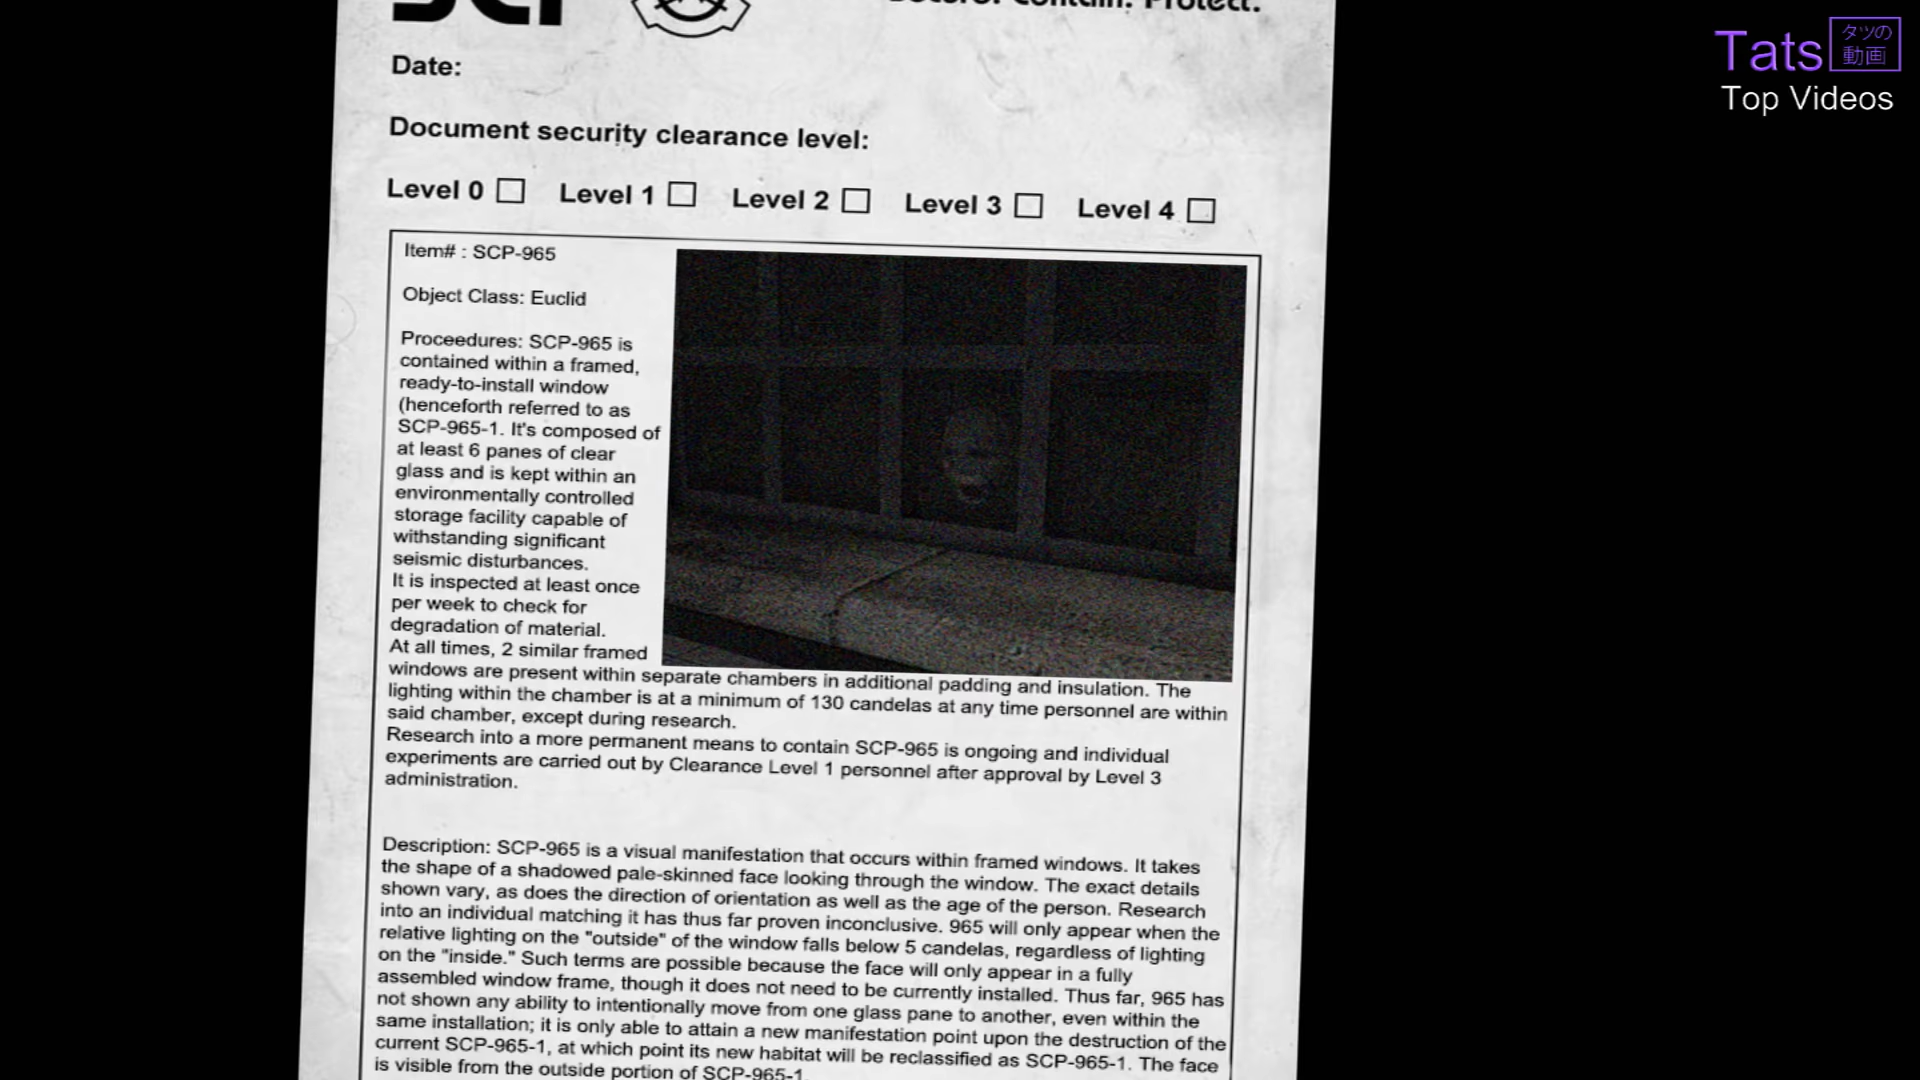 SCP
Secure. Contain. Protect.
Tats タツの動画
Top Videos
Date:
Document security clearance level:
Level 0 Level 1 Level 2 Level 3 Level 4
Item# : SCP-965
Object Class: Euclid
Proceedures: SCP-965 is
contained within a framed,
ready-to-install window
(henceforth referred to as
SCP-965-1. It's composed of
at least 6 panes of clear
glass and is kept within an
environmentally controlled
storage facility capable of
withstanding significant
seismic disturbances.
It is inspected at least once
per week to check for
degradation of material.
At all times, 2 similar framed
windows are present within separate chambers in additional padding and insulation. The
lighting within the chamber is at a minimum of 130 candelas at any time personnel are within
said chamber, except during research.
Research into a more permanent means to contain SCP-965 is ongoing and individual
experiments are carried out by Clearance Level 1 personnel after approval by Level 3
administration.
Description: SCP-965 is a visual manifestation that occurs within framed windows. It takes
the shape of a shadowed pale-skinned face looking through the window. The exact details
shown vary, as does the direction of orientation as well as the age of the person. Research
into an individual matching it has thus far proven inconclusive. 965 will only appear when the
relative lighting on the "outside" of the window falls below 5 candelas, regardless of lighting
on the "inside." Such terms are possible because the face will only appear in a fully
assembled window frame, though it does not need to be currently installed. Thus far, 965 has
not shown any ability to intentionally move from one glass pane to another, even within the
same installation; it is only able to attain a new manifestation point upon the destruction of the
current SCP-965-1, at which point its new habitat will be reclassified as SCP-965-1. The face
is visible from the outside portion of SCP-965-1.